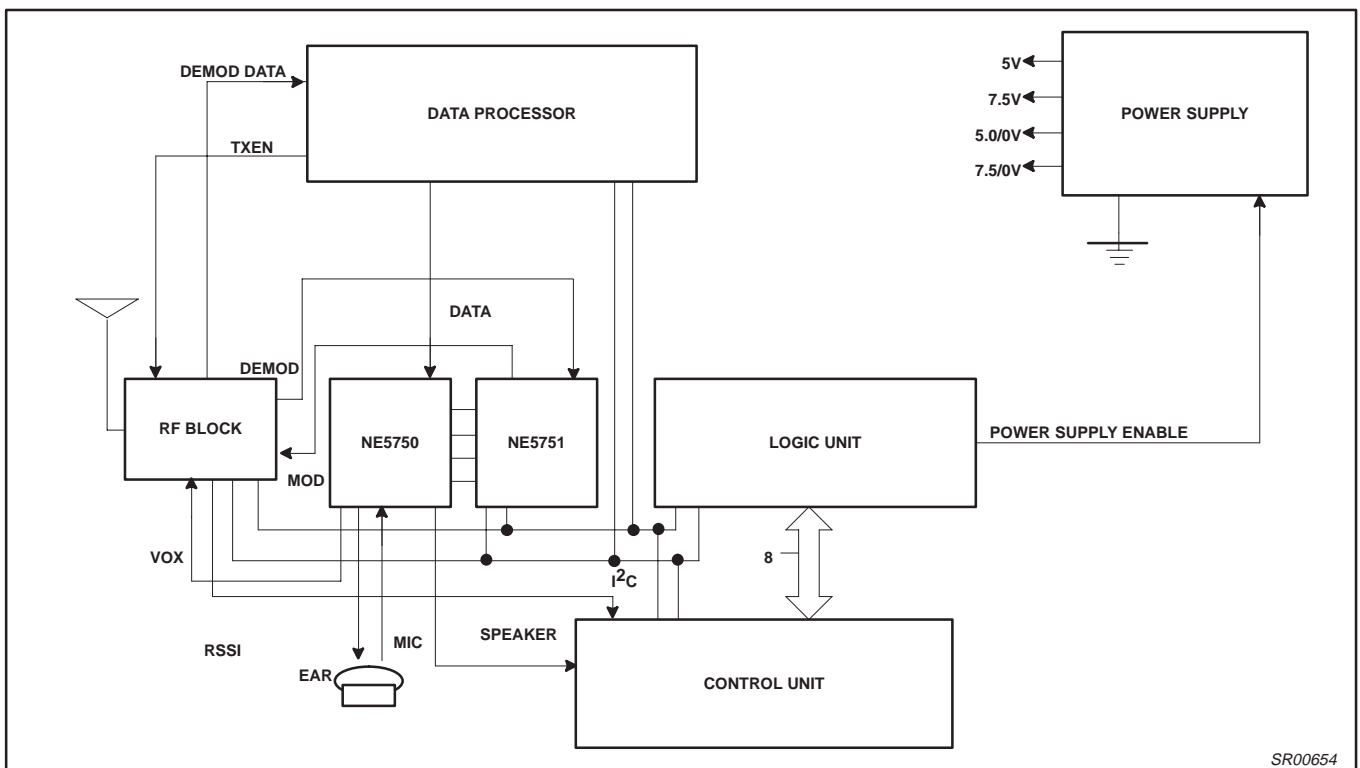 DEMOD DATA
DATA PROCESSOR
TXEN
5V
7.5V
5.0/0V
7.5/0V
POWER SUPPLY
DATA
DEMOD
RF BLOCK
NE5750
NE5751
LOGIC UNIT
POWER SUPPLY ENABLE
MOD
VOX
I²C
8
RSSI
MIC
SPEAKER
EAR
CONTROL UNIT
SR00654